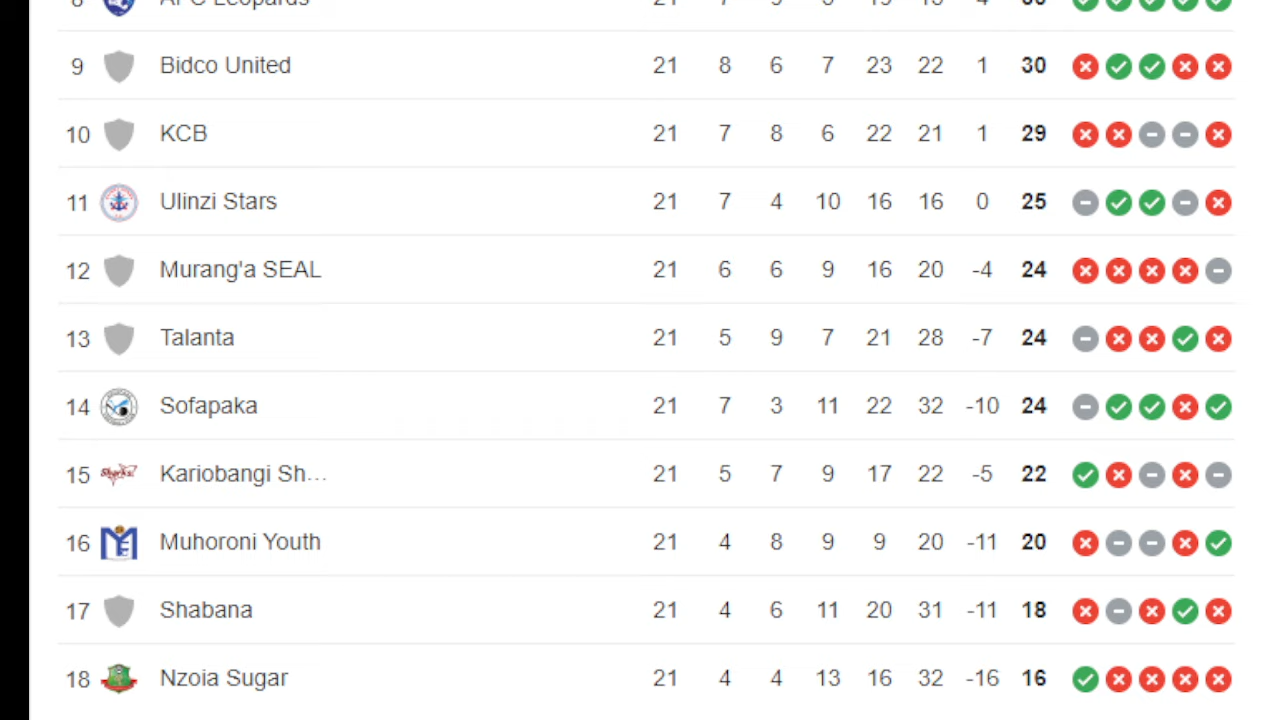 9 Bidco United 21 8 6 7 23 22 1 30
10 KCB 21 7 8 6 22 21 1 29
11 Ulinzi Stars 21 7 4 10 16 16 0 25
12 Murang'a SEAL 21 6 6 9 16 20 -4 24
13 Talanta 21 5 9 7 21 28 -7 24
14 Sofapaka 21 7 3 11 22 32 -10 24
15 Kariobangi Sh... 21 5 7 9 17 22 -5 22
16 Muhoroni Youth 21 4 8 9 9 20 -11 20
17 Shabana 21 4 6 11 20 31 -11 18
18 Nzoia Sugar 21 4 4 13 16 32 -16 16